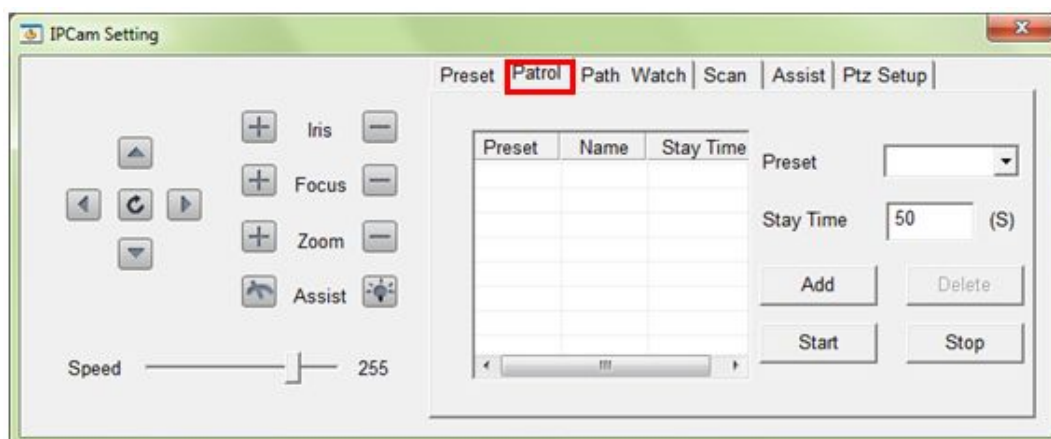 IPCam Setting
Preset Patrol Path Watch Scan Assist Ptz Setup
Iris
Focus
Zoom
Assist
Speed 255
Preset Name Stay Time
Preset
Stay Time 50 (S)
Add Delete
Start Stop